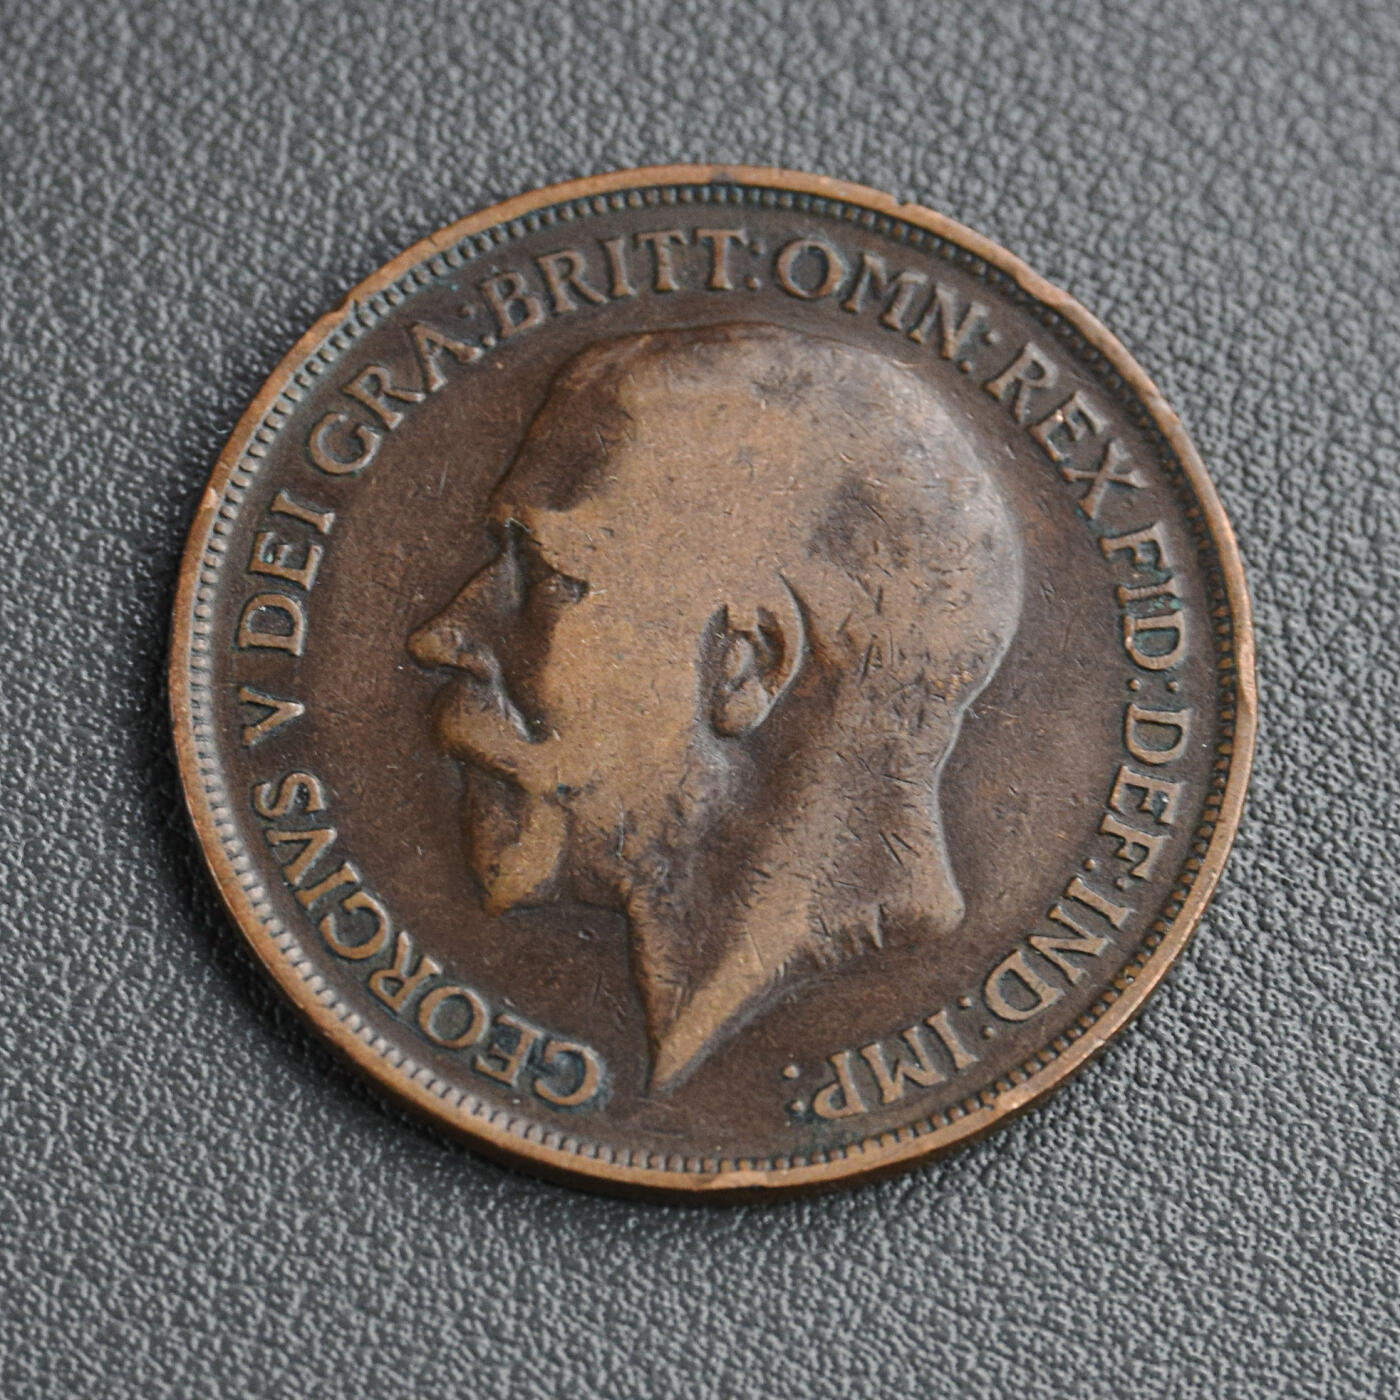 GEORGIVS V DEI GRA: BRITT: OMN: REX FID: DEF: IND: IMP: